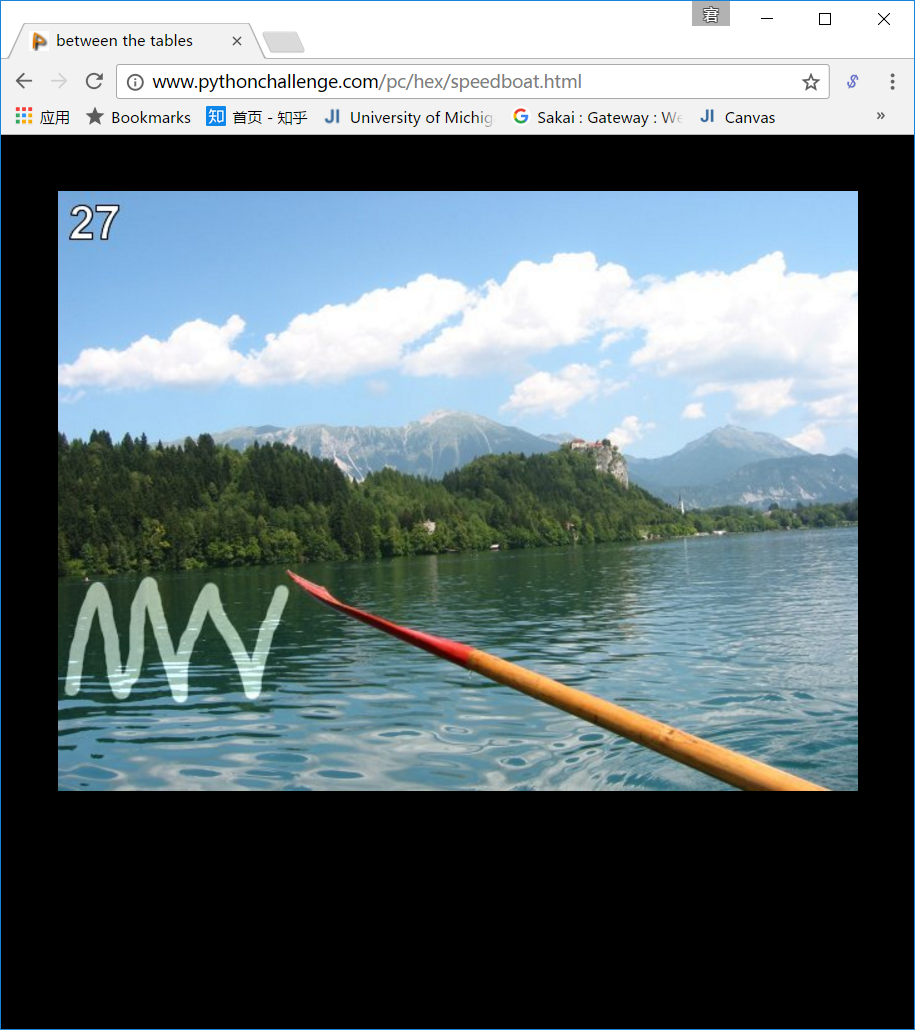 between the tables
www.pythonchallenge.com/pc/hex/speedboat.html
应用 Bookmarks 知 首页 - 知乎 JI University of Michig G Sakai : Gateway : We JI Canvas »
27